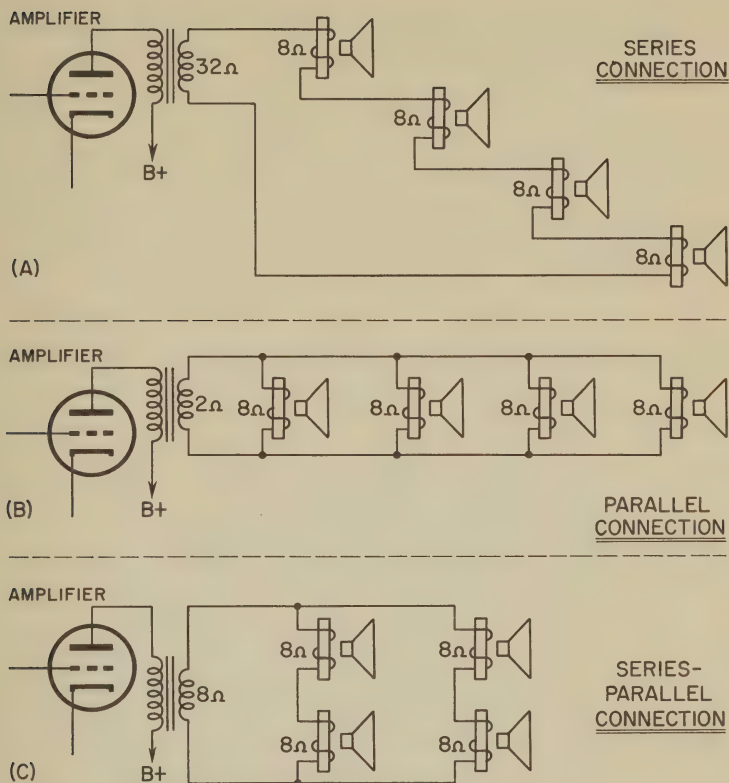 AMPLIFIER
32Ω
8Ω
8Ω
8Ω
8Ω
B+
SERIES
CONNECTION
(A)
AMPLIFIER
2Ω
8Ω
8Ω
8Ω
8Ω
B+
(B)
PARALLEL
CONNECTION
AMPLIFIER
8Ω
8Ω
8Ω
8Ω
8Ω
B+
SERIES-
PARALLEL
CONNECTION
(C)